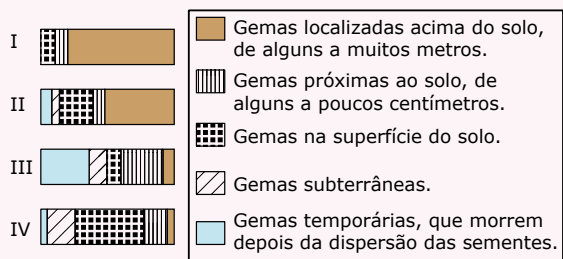 I
II
III
IV
Gemas localizadas acima do solo,
de alguns a muitos metros.
Gemas próximas ao solo, de
alguns a poucos centímetros.
Gemas na superfície do solo.
Gemas subterrâneas.
Gemas temporárias, que morrem
depois da dispersão das sementes.